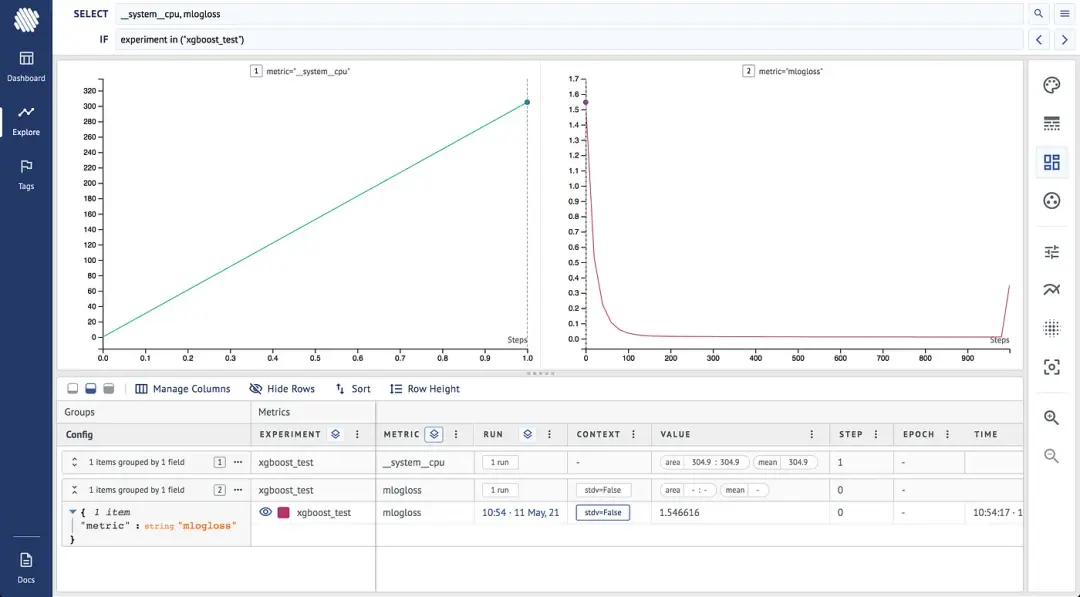 SELECT __system__cpu, mlogloss
IF experiment in ("xgboost_test")
Dashboard
Explore
Tags
Docs
1 metric="__system__cpu"
320
300
280
260
240
220
200
180
160
140
120
100
80
60
40
20
0
0.0 0.1 0.2 0.3 0.4 0.5 0.6 0.7 0.8 0.9 1.0
Steps
2 metric="mlogloss"
1.7
1.6
1.5
1.4
1.3
1.2
1.1
1.0
0.9
0.8
0.7
0.6
0.5
0.4
0.3
0.2
0.1
0.0
0 100 200 300 400 500 600 700 800 900
Steps
Manage Columns Hide Rows Sort Row Height
Groups Metrics
Config EXPERIMENT METRIC RUN CONTEXT VALUE STEP EPOCH TIME
1 items grouped by 1 field 1 xgboost_test __system__cpu 1 run - area 304.9 : 304.9 mean 304.9 1 -
1 items grouped by 1 field 2 xgboost_test mlogloss 1 run stdv=False area - : - mean - 0 -
{ 1 item xgboost_test mlogloss 10:54 · 11 May, 21 stdv=False 1.546616 0 - 10:54:17 · 1
"metric" : string "mlogloss"
}